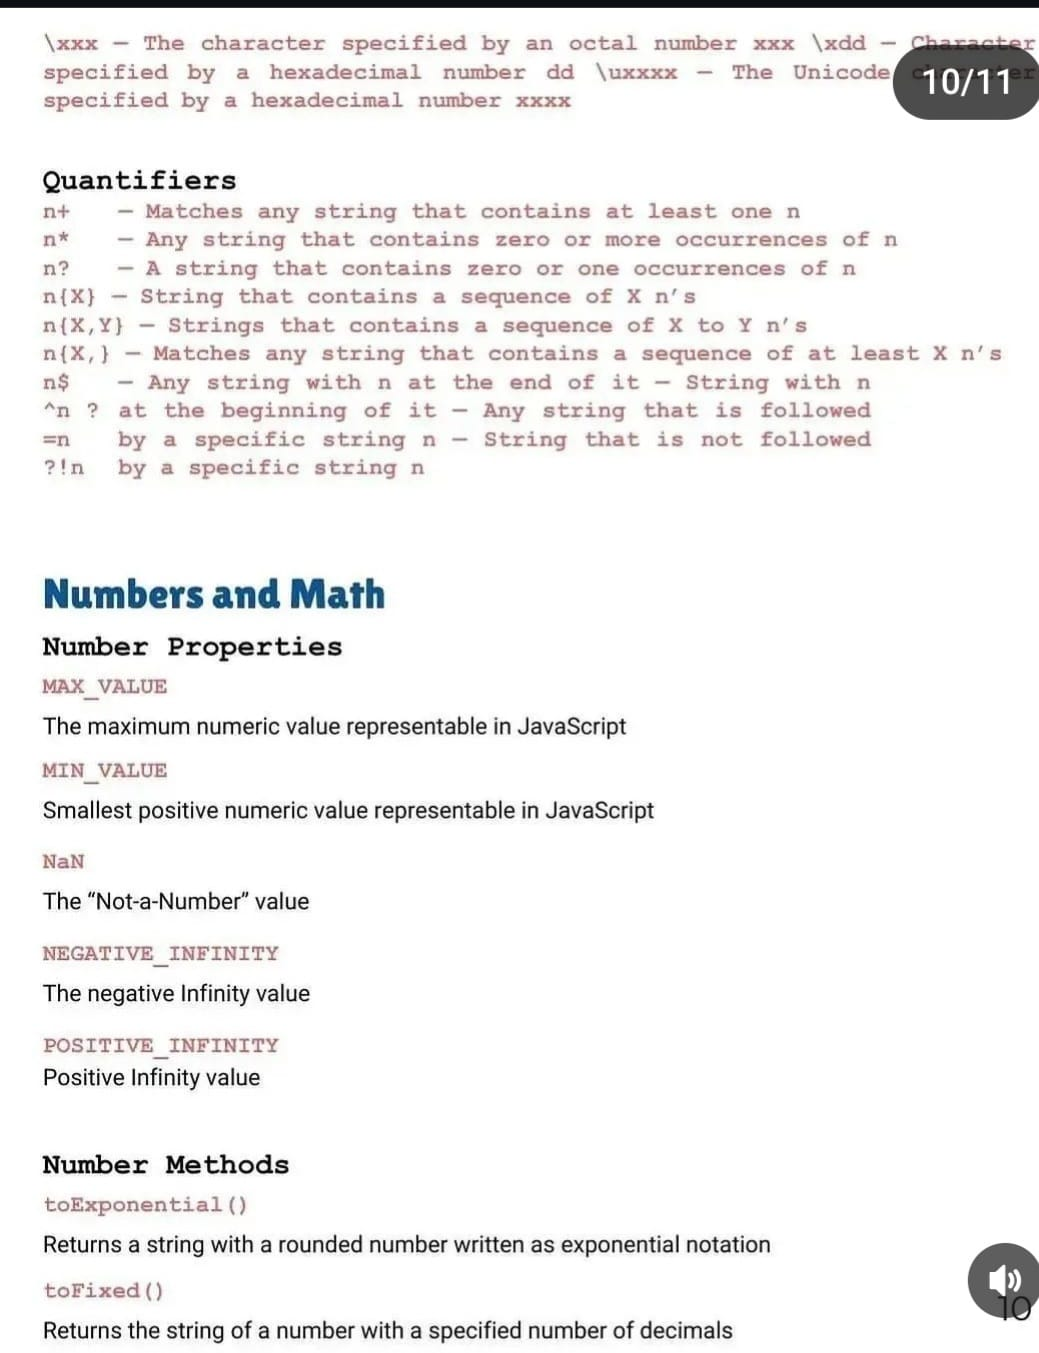 \xxx — The character specified by an octal number xxx \xdd — Character
specified by a hexadecimal number dd \uxxxx — The Unicode character
specified by a hexadecimal number xxxx
10/11
Quantifiers
n+ — Matches any string that contains at least one n
n* — Any string that contains zero or more occurrences of n
n? — A string that contains zero or one occurrences of n
n{X} — String that contains a sequence of X n’s
n{X,Y} — Strings that contains a sequence of X to Y n’s
n{X,} — Matches any string that contains a sequence of at least X n’s
n$ — Any string with n at the end of it — String with n
^n ? at the beginning of it — Any string that is followed
=n by a specific string n — String that is not followed
?!n by a specific string n
Numbers and Math
Number Properties
MAX_VALUE
The maximum numeric value representable in JavaScript
MIN_VALUE
Smallest positive numeric value representable in JavaScript
NaN
The “Not-a-Number” value
NEGATIVE_INFINITY
The negative Infinity value
POSITIVE_INFINITY
Positive Infinity value
Number Methods
toExponential()
Returns a string with a rounded number written as exponential notation
toFixed()
Returns the string of a number with a specified number of decimals
10